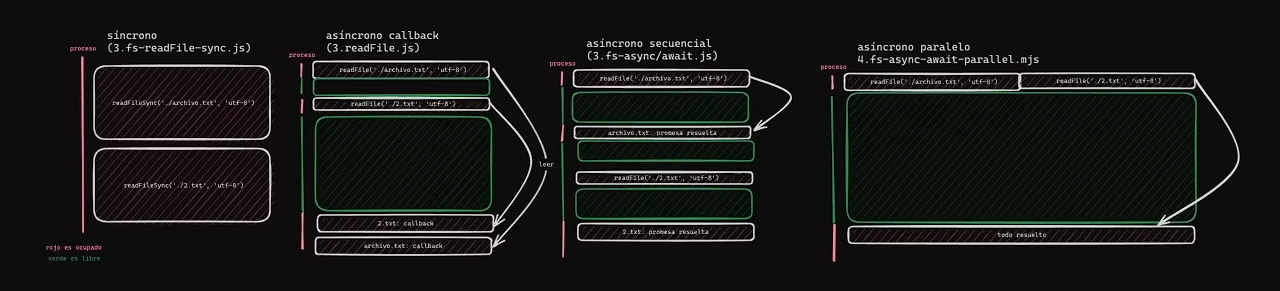 síncrono
(3.fs-readFile-sync.js)
proceso
readFileSync('./archivo.txt', 'utf-8')
readFileSync('./2.txt', 'utf-8')
rojo es ocupado
verde es libre
asíncrono callback
(3.readFile.js)
proceso
readFile('./archivo.txt', 'utf-8')
readFile('./2.txt', 'utf-8')
leer
2.txt: callback
archivo.txt: callback
asíncrono secuencial
(3.fs-async/await.js)
proceso
readFile('./archivo.txt', 'utf-8')
archivo.txt: promesa resuelta
readFile('./2.txt', 'utf-8')
2.txt: promesa resuelta
asíncrono paralelo
4.fs-async-await-parallel.mjs
proceso
readFile('./archivo.txt', 'utf-8')
readFile('./2.txt', 'utf-8')
todo resuelto